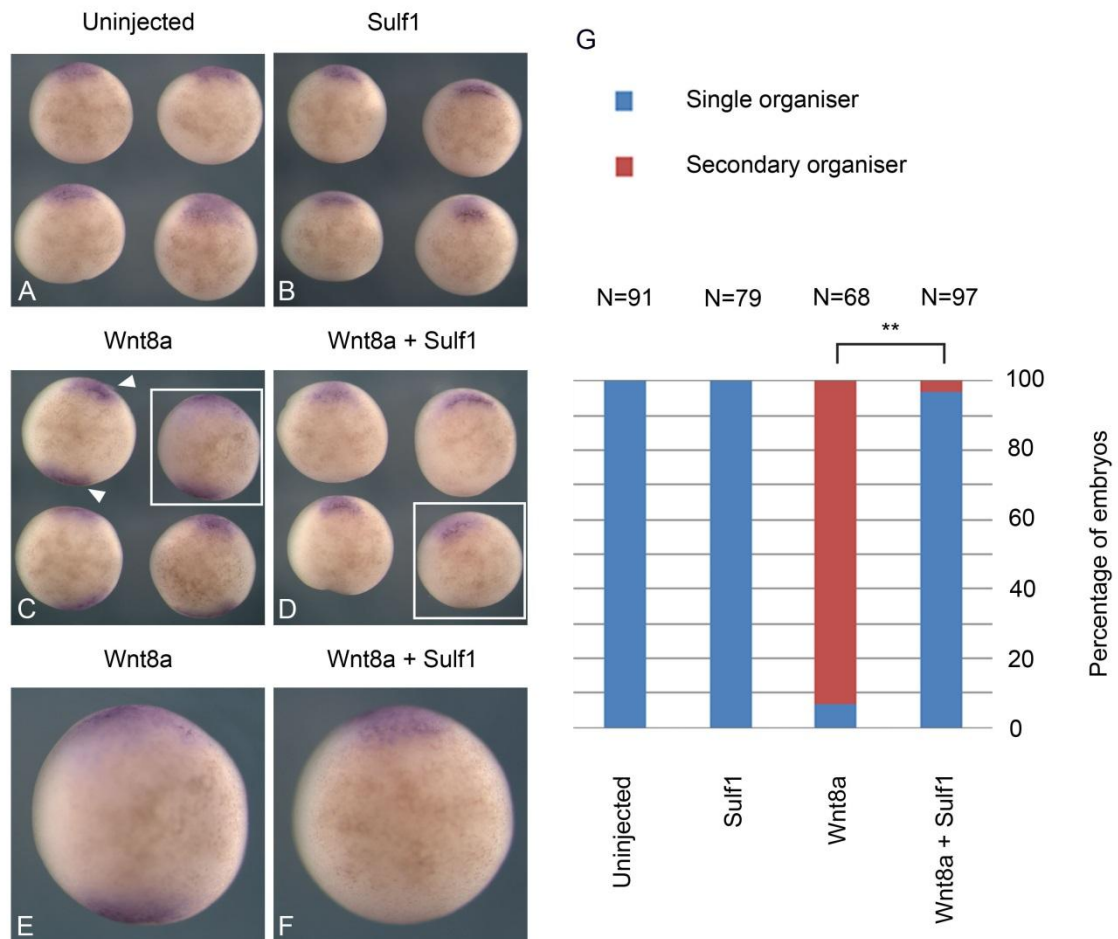 Uninjected
Sulf1
A
B
Wnt8a
Wnt8a + Sulf1
C
D
Wnt8a
Wnt8a + Sulf1
E
F
G
Single organiser
Secondary organiser
N=91 N=79 N=68 N=97
**
100
80
60
40
20
0
Percentage of embryos
Uninjected
Sulf1
Wnt8a
Wnt8a + Sulf1